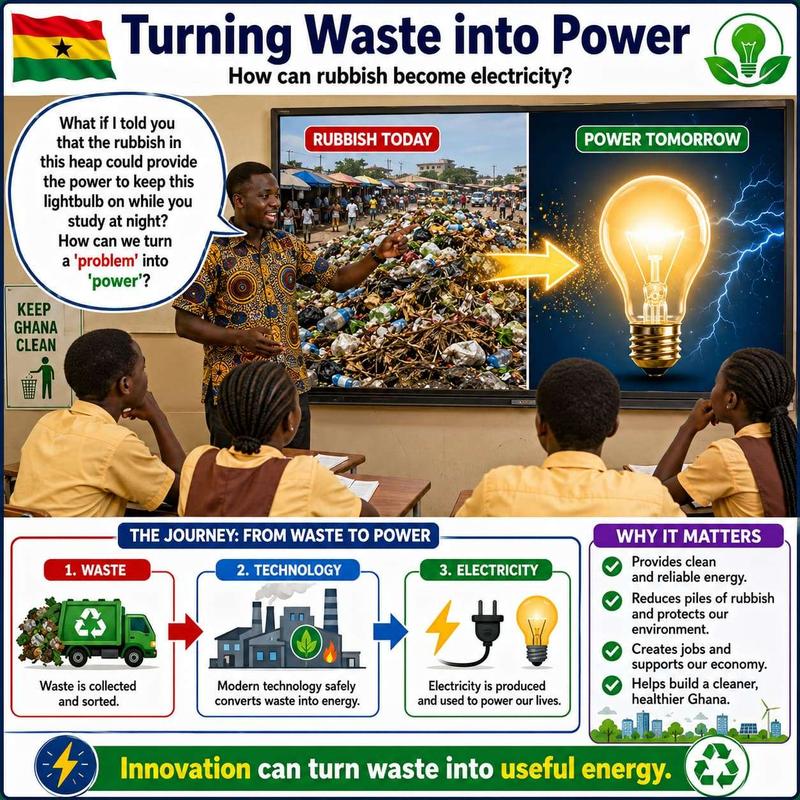 Turning Waste into Power
How can rubbish become electricity?
What if I told you
that the rubbish in
this heap could provide
the power to keep this
lightbulb on while you
study at night?
How can we turn
a 'problem' into
'power'?
RUBBISH TODAY
POWER TOMORROW
KEEP
GHANA
CLEAN
THE JOURNEY: FROM WASTE TO POWER
1. WASTE
Waste is collected
and sorted.
2. TECHNOLOGY
Modern technology safely
converts waste into energy.
3. ELECTRICITY
Electricity is produced
and used to power our lives.
WHY IT MATTERS
Provides clean
and reliable energy.
Reduces piles of rubbish
and protects our
environment.
Creates jobs and
supports our economy.
Helps build a cleaner,
healthier Ghana.
Innovation can turn waste into useful energy.